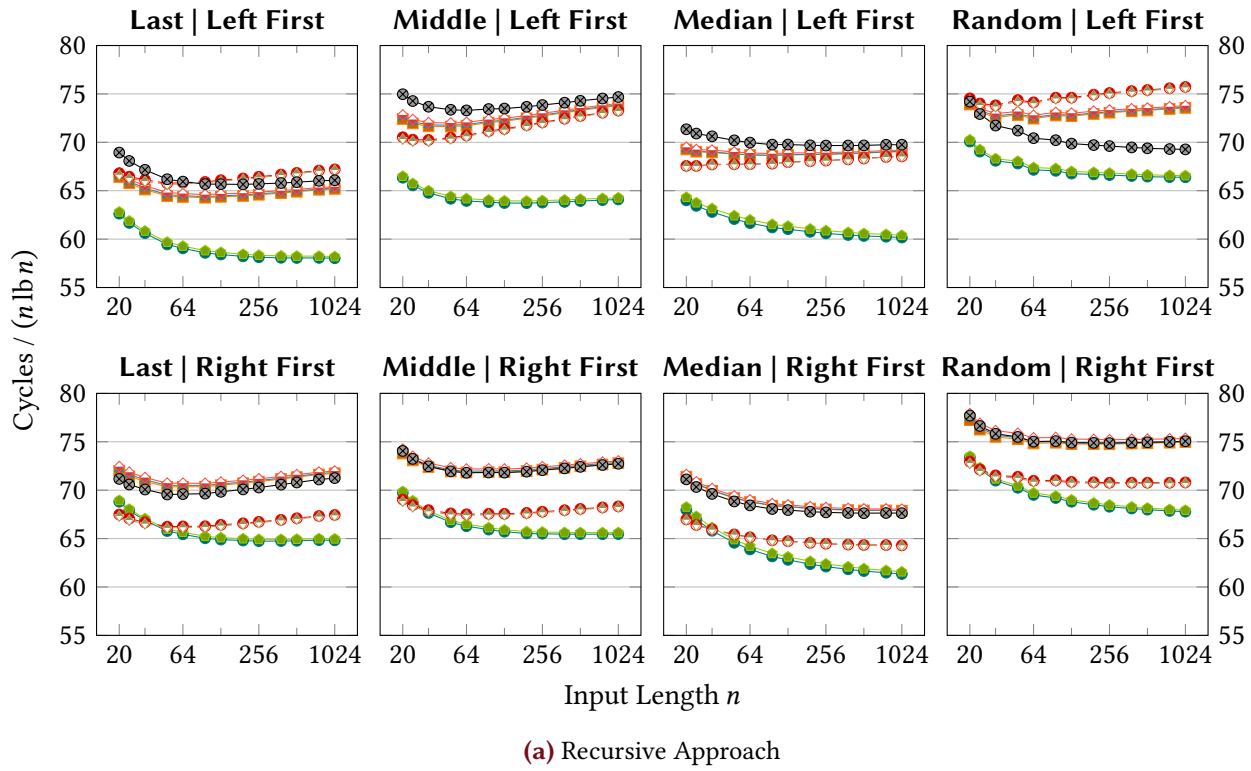 Last | Left First
Middle | Left First
Median | Left First
Random | Left First
80
75
70
65
60
55
80
75
70
65
60
55
20 64 256 1024
20 64 256 1024
20 64 256 1024
20 64 256 1024
Cycles / (n lb n)
Last | Right First
Middle | Right First
Median | Right First
Random | Right First
80
75
70
65
60
55
80
75
70
65
60
55
20 64 256 1024
20 64 256 1024
20 64 256 1024
20 64 256 1024
Input Length n
(a) Recursive Approach